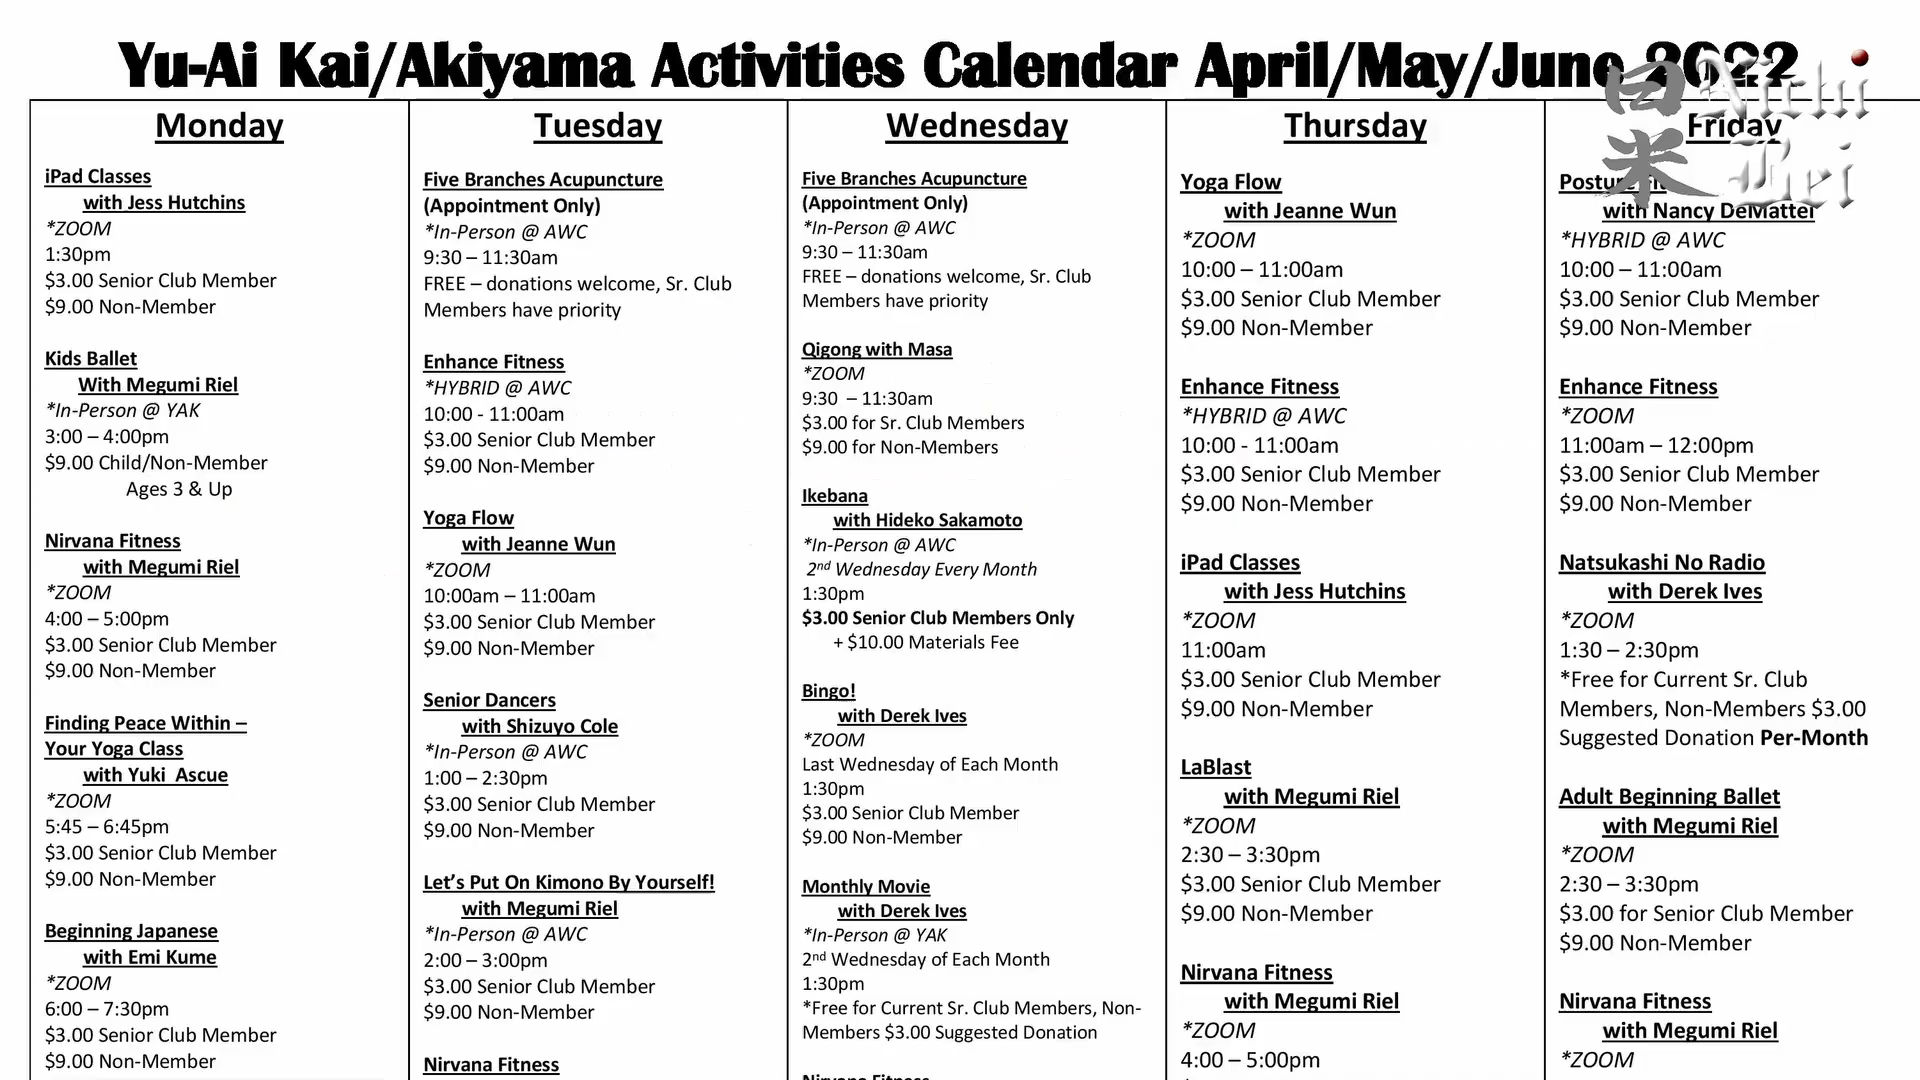 Yu-Ai Kai/Akiyama Activities Calendar April/May/June 2022
日米
Nichi
Bei
Monday
iPad Classes
with Jess Hutchins
*ZOOM
1:30pm
$3.00 Senior Club Member
$9.00 Non-Member
Kids Ballet
With Megumi Riel
*In-Person @ YAK
3:00 – 4:00pm
$9.00 Child/Non-Member
Ages 3 & Up
Nirvana Fitness
with Megumi Riel
*ZOOM
4:00 – 5:00pm
$3.00 Senior Club Member
$9.00 Non-Member
Finding Peace Within –
Your Yoga Class
with Yuki Ascue
*ZOOM
5:45 – 6:45pm
$3.00 Senior Club Member
$9.00 Non-Member
Beginning Japanese
with Emi Kume
*ZOOM
6:00 – 7:30pm
$3.00 Senior Club Member
$9.00 Non-Member
Tuesday
Five Branches Acupuncture
(Appointment Only)
*In-Person @ AWC
9:30 – 11:30am
FREE – donations welcome, Sr. Club
Members have priority
Enhance Fitness
*HYBRID @ AWC
10:00 - 11:00am
$3.00 Senior Club Member
$9.00 Non-Member
Yoga Flow
with Jeanne Wun
*ZOOM
10:00am – 11:00am
$3.00 Senior Club Member
$9.00 Non-Member
Senior Dancers
with Shizuyo Cole
*In-Person @ AWC
1:00 – 2:30pm
$3.00 Senior Club Member
$9.00 Non-Member
Let's Put On Kimono By Yourself!
with Megumi Riel
*In-Person @ AWC
2:00 – 3:00pm
$3.00 Senior Club Member
$9.00 Non-Member
Nirvana Fitness
Wednesday
Five Branches Acupuncture
(Appointment Only)
*In-Person @ AWC
9:30 – 11:30am
FREE – donations welcome, Sr. Club
Members have priority
Qigong with Masa
*ZOOM
9:30 – 11:30am
$3.00 for Sr. Club Members
$9.00 for Non-Members
Ikebana
with Hideko Sakamoto
*In-Person @ AWC
2nd Wednesday Every Month
1:30pm
$3.00 Senior Club Members Only
+ $10.00 Materials Fee
Bingo!
with Derek Ives
*ZOOM
Last Wednesday of Each Month
1:30pm
$3.00 Senior Club Member
$9.00 Non-Member
Monthly Movie
with Derek Ives
*In-Person @ YAK
2nd Wednesday of Each Month
1:30pm
*Free for Current Sr. Club Members, Non-
Members $3.00 Suggested Donation
Nirvana Fitness
Thursday
Yoga Flow
with Jeanne Wun
*ZOOM
10:00 – 11:00am
$3.00 Senior Club Member
$9.00 Non-Member
Enhance Fitness
*HYBRID @ AWC
10:00 - 11:00am
$3.00 Senior Club Member
$9.00 Non-Member
iPad Classes
with Jess Hutchins
*ZOOM
11:00am
$3.00 Senior Club Member
$9.00 Non-Member
LaBlast
with Megumi Riel
*ZOOM
2:30 – 3:30pm
$3.00 Senior Club Member
$9.00 Non-Member
Nirvana Fitness
with Megumi Riel
*ZOOM
4:00 – 5:00pm
Friday
Posture
with Nancy DeMattei
*HYBRID @ AWC
10:00 – 11:00am
$3.00 Senior Club Member
$9.00 Non-Member
Enhance Fitness
*ZOOM
11:00am – 12:00pm
$3.00 Senior Club Member
$9.00 Non-Member
Natsukashi No Radio
with Derek Ives
*ZOOM
1:30 – 2:30pm
*Free for Current Sr. Club
Members, Non-Members $3.00
Suggested Donation Per-Month
Adult Beginning Ballet
with Megumi Riel
*ZOOM
2:30 – 3:30pm
$3.00 for Senior Club Member
$9.00 Non-Member
Nirvana Fitness
with Megumi Riel
*ZOOM